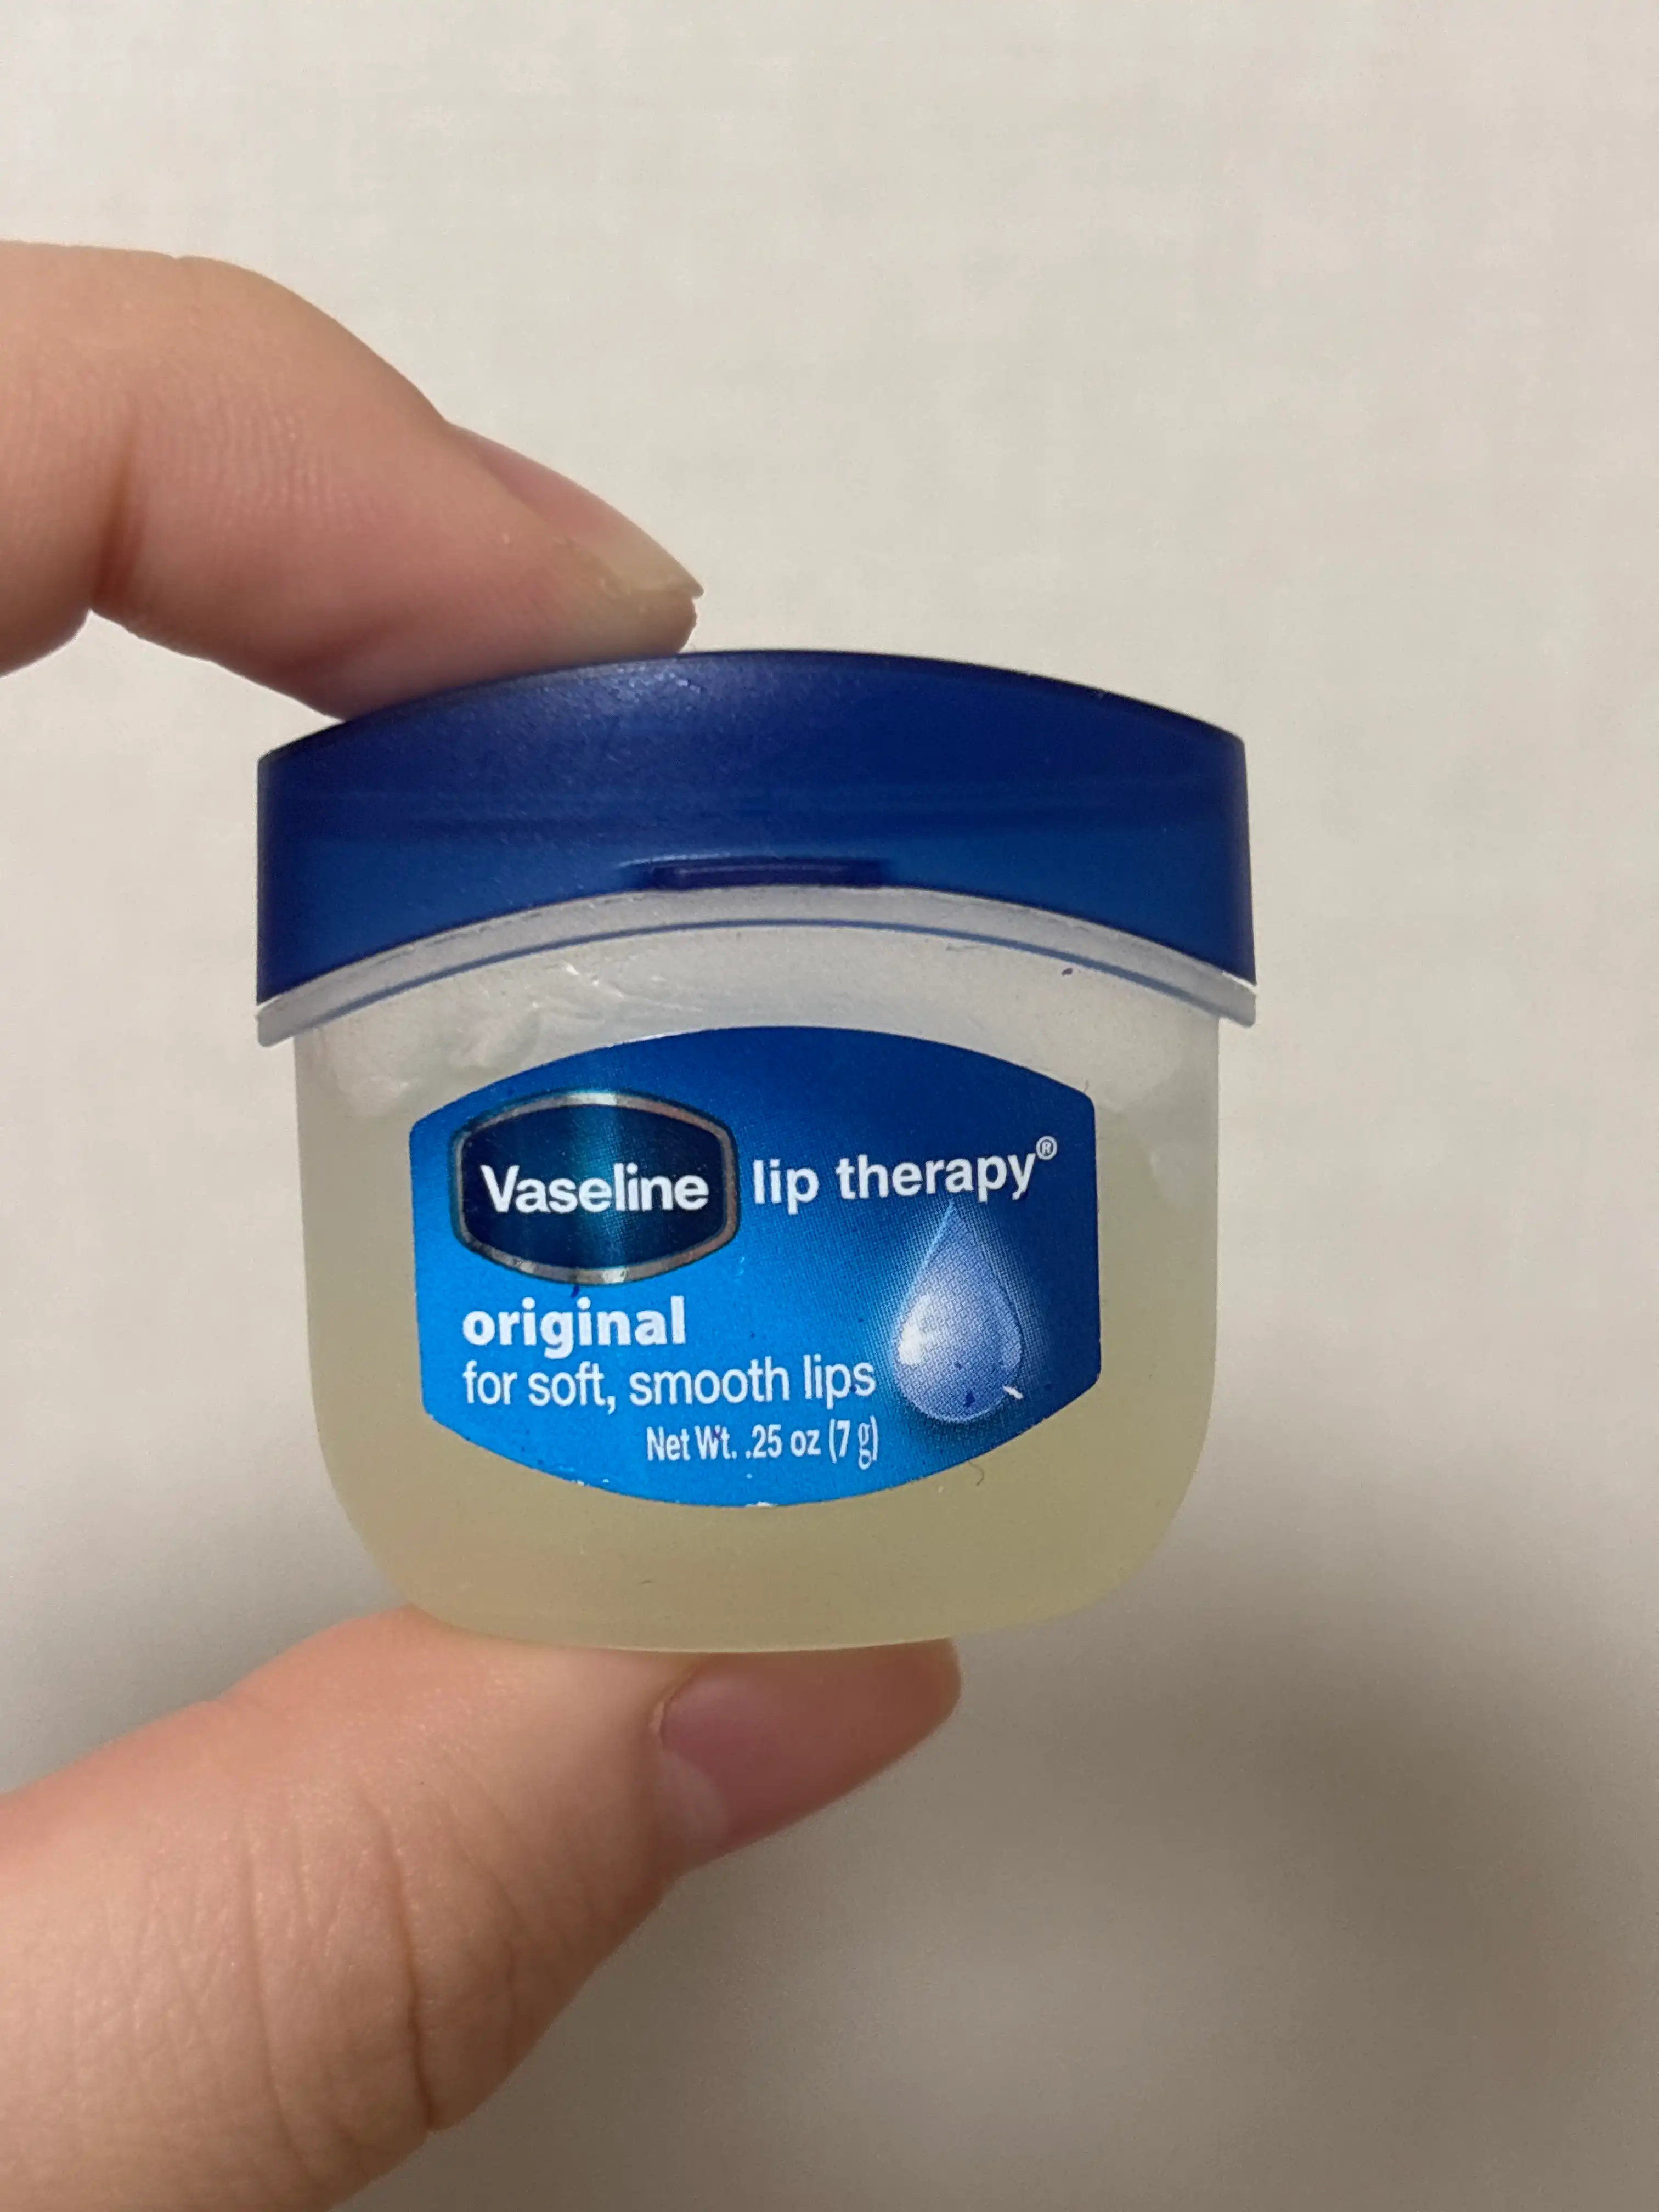 Vaseline lip therapy®
original
for soft, smooth lips
Net Wt. .25 oz (7 g)